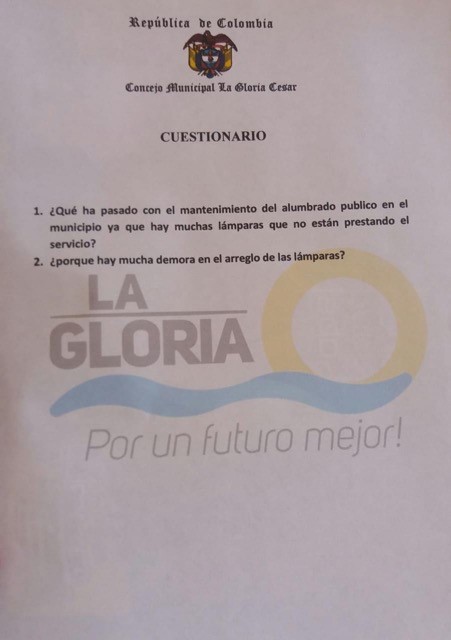 República de Colombia
Concejo Municipal La Gloria Cesar
CUESTIONARIO
1. ¿Qué ha pasado con el mantenimiento del alumbrado publico en el
municipio ya que hay muchas lámparas que no están prestando el
servicio?
2. ¿porque hay mucha demora en el arreglo de las lámparas?
LA
GLORIA
Por un futuro mejor!